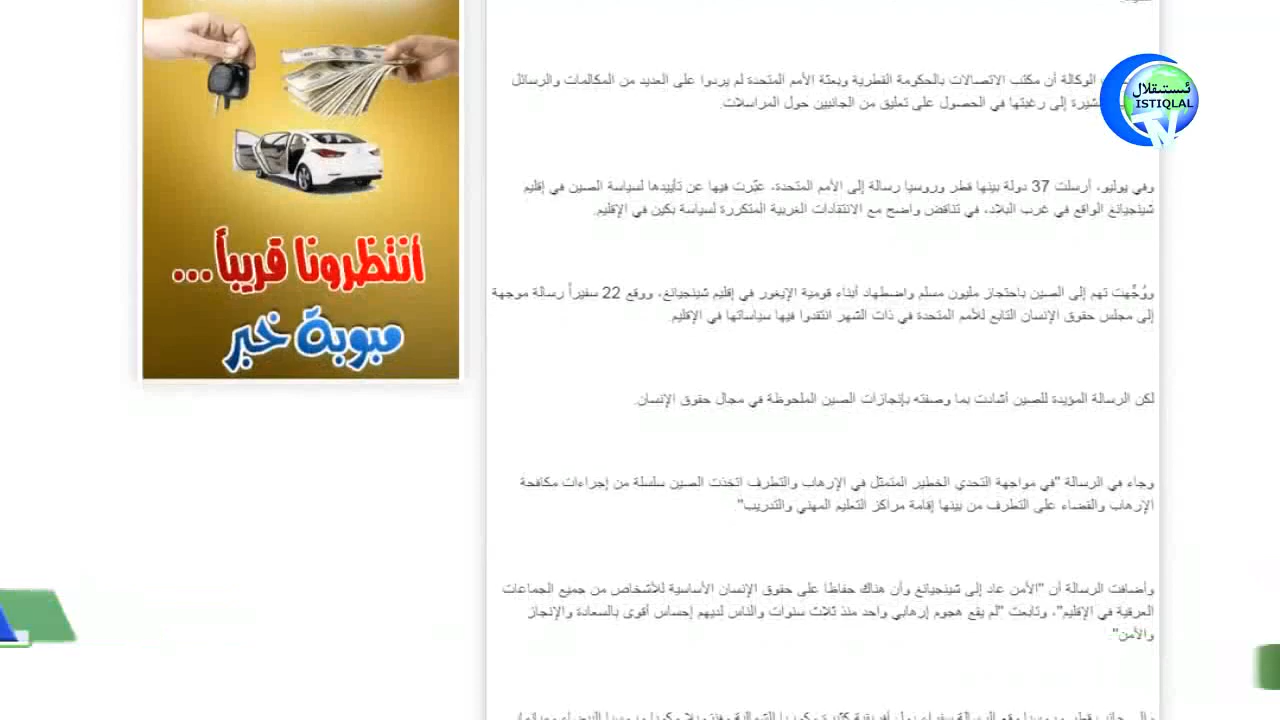 الوكالة أن مكتب الاتصالات بالحكومة القطرية وبعثة الأمم المتحدة لم يردوا على العديد من المكالمات والرسائل
إلى رغبتها في الحصول على تعليق من الجانبين حول المراسلات.
وفي يوليو، أرسلت 37 دولة بينها قطر وروسيا رسالة إلى الأمم المتحدة، عبّرت فيها عن تأييدها لسياسة الصين في إقليم
شينجيانغ الواقع في غرب البلاد، في تناقض واضح مع الانتقادات الغربية المتكررة لسياسة بكين في الإقليم.
ووُجِّهت تهم إلى الصين باحتجاز مليون مسلم واضطهاد أبناء قومية الإيغور في إقليم شينجيانغ، ووقع 22 سفيراً رسالة موجهة
إلى مجلس حقوق الإنسان التابع للأمم المتحدة في ذات الشهر انتقدوا فيها سياساتها في الإقليم.
لكن الرسالة المؤيدة للصين أشادت بما وصفته بإنجازات الصين الملحوظة في مجال حقوق الإنسان.
وجاء في الرسالة "في مواجهة التحدي الخطير المتمثل في الإرهاب والتطرف اتخذت الصين سلسلة من إجراءات مكافحة
الإرهاب والقضاء على التطرف من بينها إقامة مراكز التعليم المهني والتدريب".
وأضافت الرسالة أن "الأمن عاد إلى شينجيانغ وأن هناك حفاظا على حقوق الإنسان الأساسية للأشخاص من جميع الجماعات
العرقية في الإقليم"، وتابعت "لم يقع هجوم إرهابي واحد منذ ثلاث سنوات والناس لديهم إحساس أقوى بالسعادة والإنجاز
والأمن".
أنتظرونا قريباً...
مبوبة خبر
ئىستىقلال
ISTIQLAL
TV